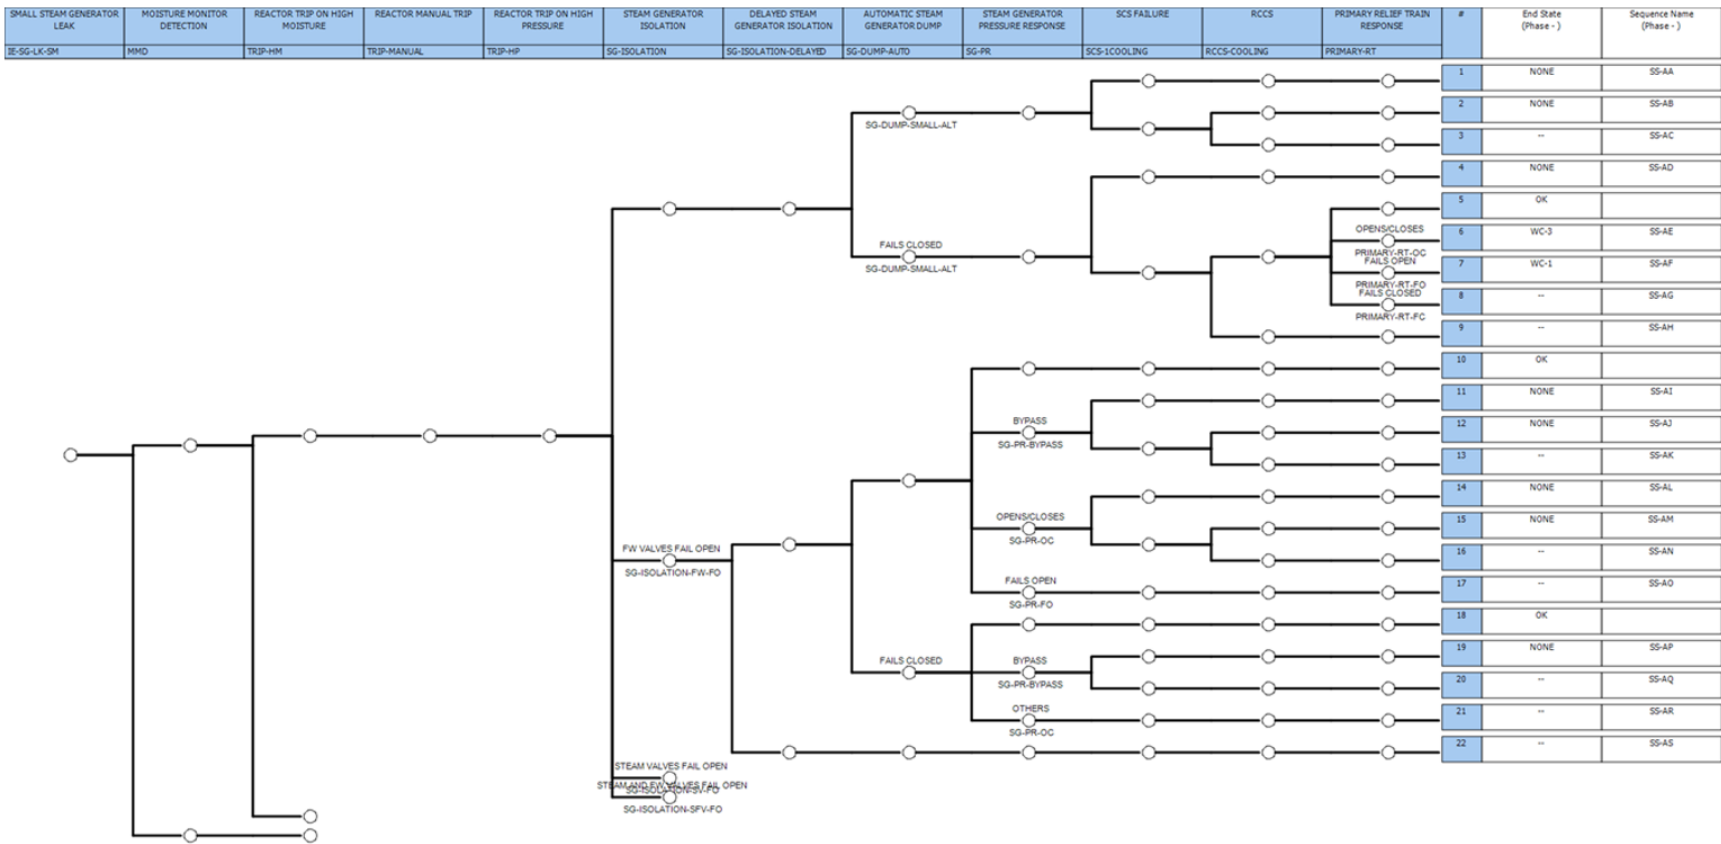 SMALL STEAM GENERATOR LEAK
MOISTURE MONITOR DETECTION
REACTOR TRIP ON HIGH MOISTURE
REACTOR MANUAL TRIP
REACTOR TRIP ON HIGH PRESSURE
STEAM GENERATOR ISOLATION
DELAYED STEAM GENERATOR ISOLATION
AUTOMATIC STEAM GENERATOR DUMP
STEAM GENERATOR PRESSURE RESPONSE
SCS FAILURE
RCCS
PRIMARY RELIEF TRAIN RESPONSE
#
End State (Phase - )
Sequence Name (Phase - )
IE-SG-LK-SM
MMD
TRIP-HM
TRIP-MANUAL
TRIP-HP
SG-ISOLATION
SG-ISOLATION-DELAYED
SG-DUMP-AUTO
SG-PR
SCS-1COOLING
RCCS-COOLING
PRIMARY-RT
1 NONE SS-AA
2 NONE SS-AB
SG-DUMP-SMALL-ALT
3 -- SS-AC
4 NONE SS-AD
5 OK
OPENS/CLOSES
6 WC-3 SS-AE
FAILS CLOSED
PRIMARY-RT-OC
FAILS OPEN
7 WC-1 SS-AF
SG-DUMP-SMALL-ALT
PRIMARY-RT-FO
FAILS CLOSED
8 -- SS-AG
PRIMARY-RT-FC
9 -- SS-AH
10 OK
11 NONE SS-AI
BYPASS
12 NONE SS-AJ
SG-PR-BYPASS
13 -- SS-AK
14 NONE SS-AL
OPENS/CLOSES
15 NONE SS-AM
SG-PR-OC
FW VALVES FAIL OPEN
16 -- SS-AN
SG-ISOLATION-FW-FO
FAILS OPEN
17 -- SS-AO
SG-PR-FO
18 OK
19 NONE SS-AP
FAILS CLOSED
BYPASS
20 -- SS-AQ
SG-PR-BYPASS
OTHERS
21 -- SS-AR
SG-PR-OC
22 -- SS-AS
STEAM VALVES FAIL OPEN
STEAM AND FW VALVES FAIL OPEN
SG-ISOLATION-SV-FO
SG-ISOLATION-SFV-FO